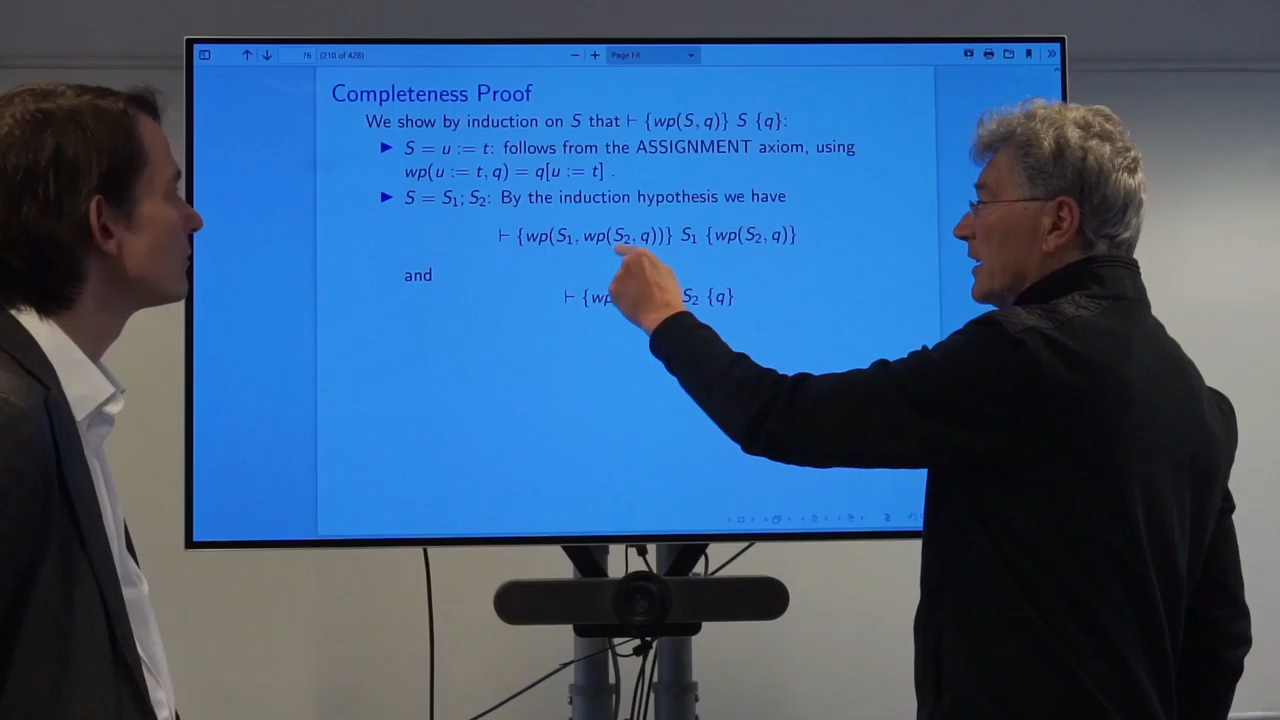 76 (210 of 428) Page Fit
Completeness Proof
We show by induction on S that ⊢ {wp(S, q)} S {q}:
► S = u := t: follows from the ASSIGNMENT axiom, using
wp(u := t, q) = q[u := t] .
► S = S₁; S₂: By the induction hypothesis we have
⊢ {wp(S₁, wp(S₂, q))} S₁ {wp(S₂, q)}
and
⊢ {wp S₂ {q}